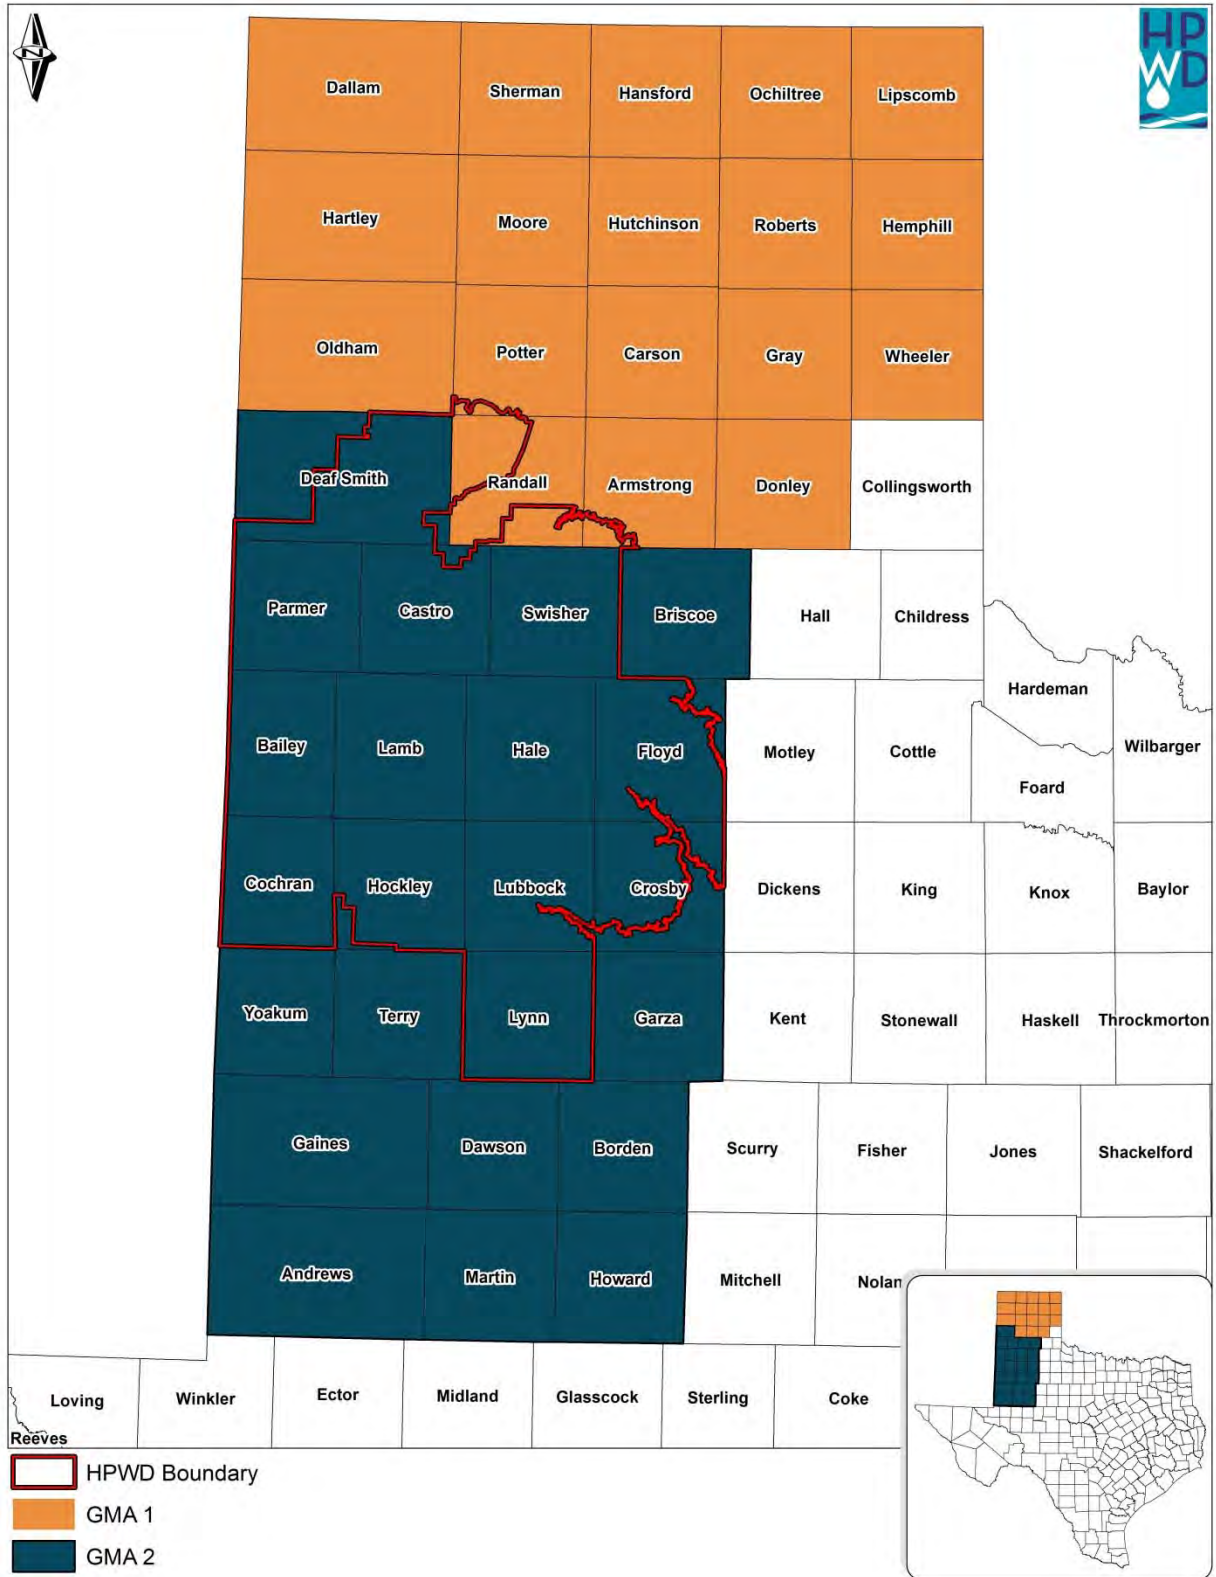 N
HP
WD
Dallam
Sherman
Hansford
Ochiltree
Lipscomb
Hartley
Moore
Hutchinson
Roberts
Hemphill
Oldham
Potter
Carson
Gray
Wheeler
Deaf Smith
Randall
Armstrong
Donley
Collingsworth
Parmer
Castro
Swisher
Briscoe
Hall
Childress
Hardeman
Bailey
Lamb
Hale
Floyd
Motley
Cottle
Wilbarger
Foard
Cochran
Hockley
Lubbock
Crosby
Dickens
King
Knox
Baylor
Yoakum
Terry
Lynn
Garza
Kent
Stonewall
Haskell
Throckmorton
Gaines
Dawson
Borden
Scurry
Fisher
Jones
Shackelford
Andrews
Martin
Howard
Mitchell
Nolan
Loving
Winkler
Ector
Midland
Glasscock
Sterling
Coke
Reeves
HPWD Boundary
GMA 1
GMA 2